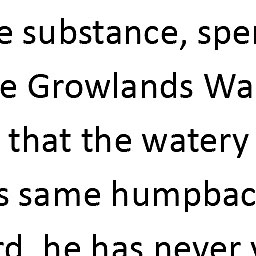 e substance, sper
e Growlands Wa
that the watery
s same humpbac
rd, he has never v